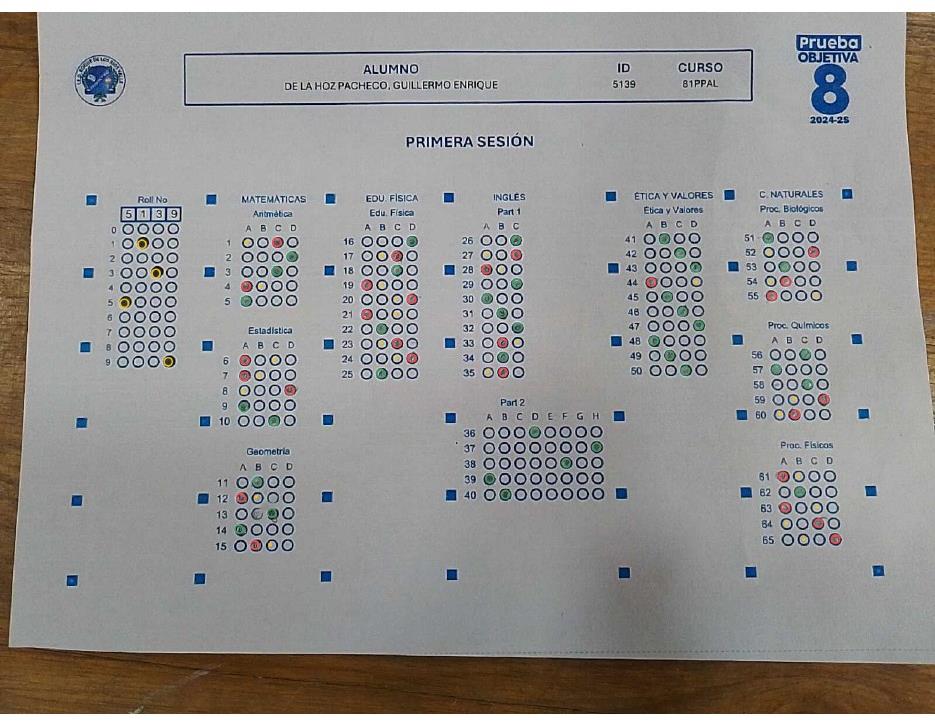 Prueba
OBJETIVA
8
2024-25
ALUMNO ID CURSO
DE LA HOZ PACHECO, GUILLERMO ENRIQUE 5139 81PPAL
PRIMERA SESIÓN
Roll No
5 1 3 9
0
1
2
3
4
5
6
7
8
9
MATEMÁTICAS
Aritmética
A B C D
1
2
3
4
5
Estadística
A B C D
6
7
8
9
10
Geometría
A B C D
11
12
13
14
15
EDU. FÍSICA
Edu. Física
A B C D
16
17
18
19
20
21
22
23
24
25
INGLÉS
Part 1
A B C
26
27
28
29
30
31
32
33
34
35
Part 2
A B C D E F G H
36
37
38
39
40
ÉTICA Y VALORES
Ética y Valores
A B C D
41
42
43
44
45
46
47
48
49
50
C. NATURALES
Proc. Biológicos
A B C D
51
52
53
54
55
Proc. Químicos
A B C D
56
57
58
59
60
Proc. Físicos
A B C D
61
62
63
64
65